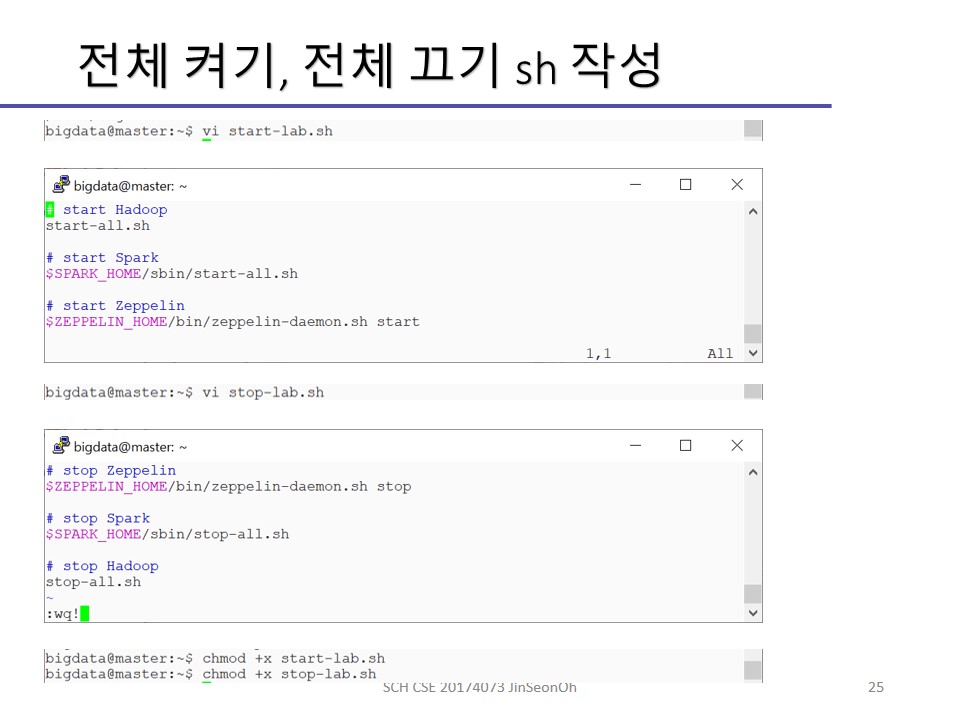 전체 켜기, 전체 끄기 sh 작성
bigdata@master:~$ vi start-lab.sh
bigdata@master: ~
# start Hadoop
start-all.sh
# start Spark
$SPARK_HOME/sbin/start-all.sh
# start Zeppelin
$ZEPPELIN_HOME/bin/zeppelin-daemon.sh start
1,1 All
bigdata@master:~$ vi stop-lab.sh
bigdata@master: ~
# stop Zeppelin
$ZEPPELIN_HOME/bin/zeppelin-daemon.sh stop
# stop Spark
$SPARK_HOME/sbin/stop-all.sh
# stop Hadoop
stop-all.sh
~
:wq!
bigdata@master:~$ chmod +x start-lab.sh
bigdata@master:~$ chmod +x stop-lab.sh
SCH CSE 20174073 JinSeonOh 25